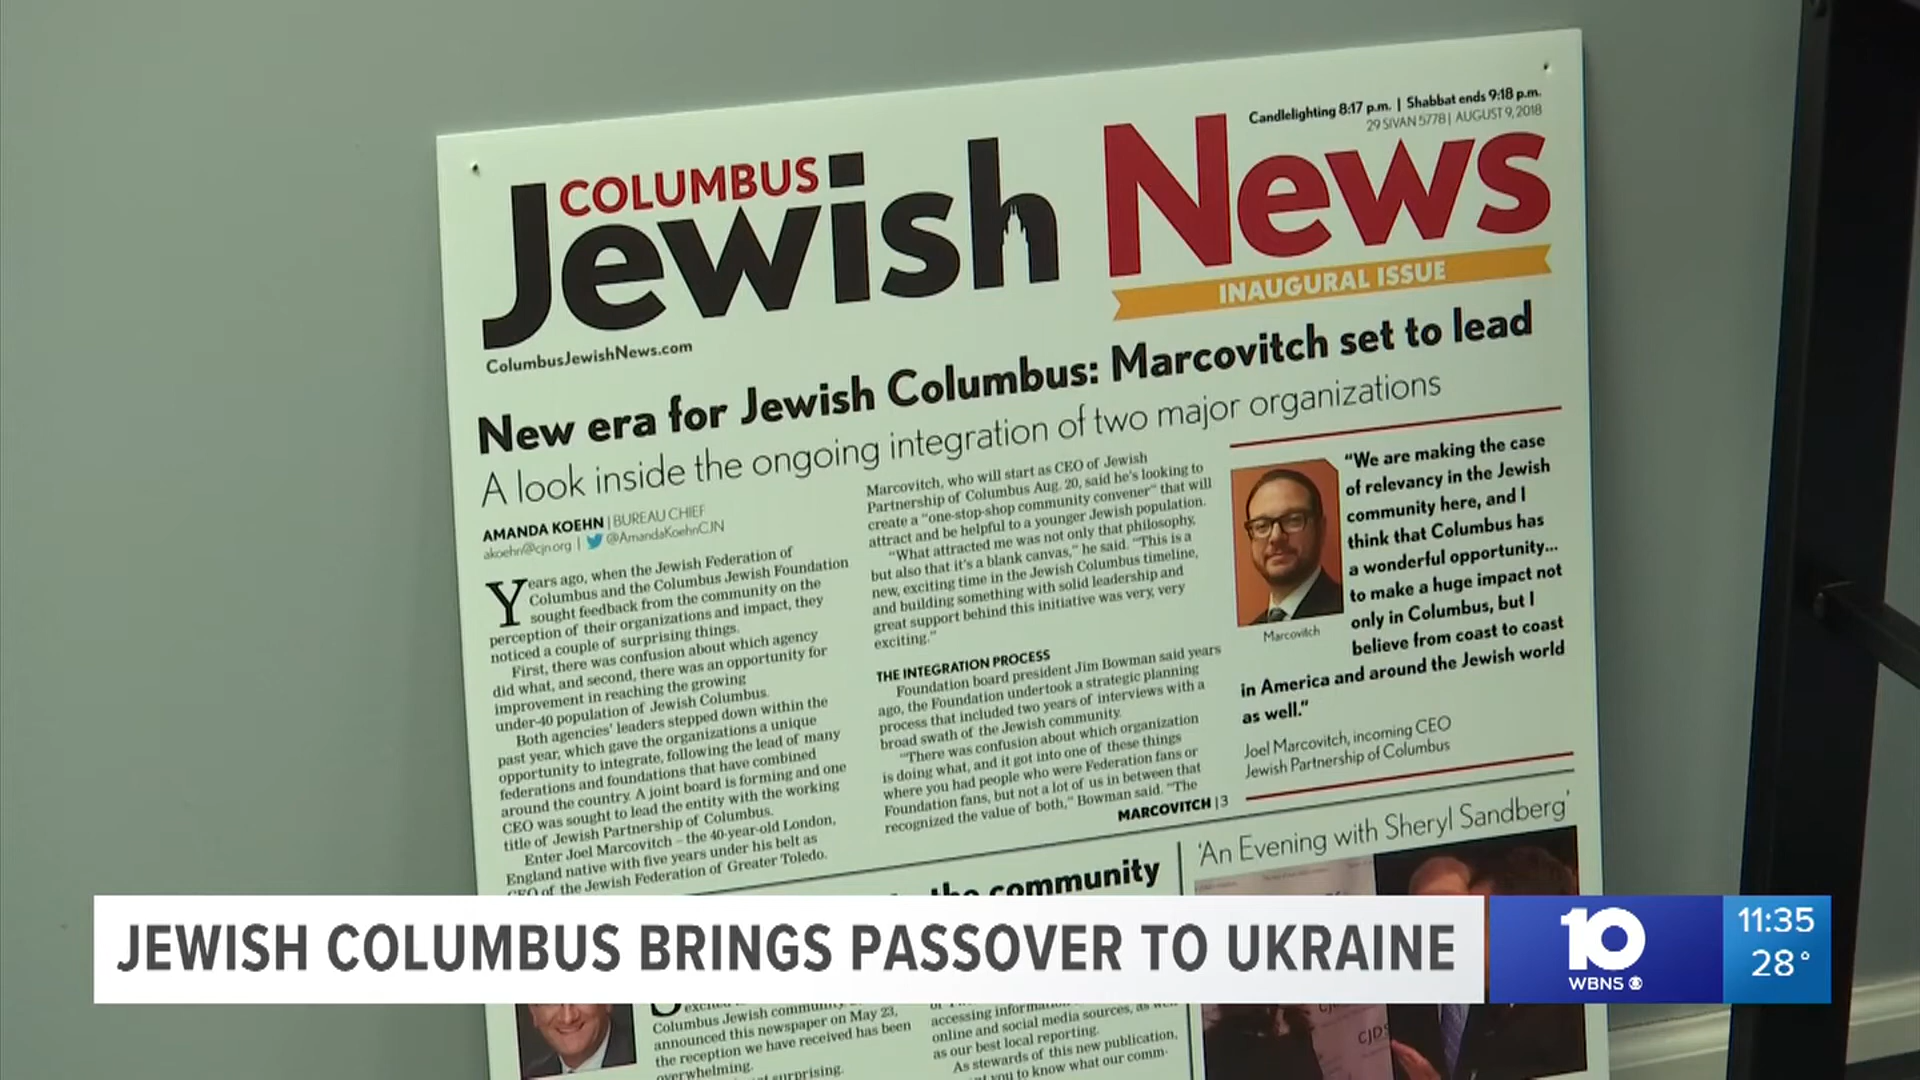 Candlelighting 8:17 p.m. | Shabbat ends 9:18 p.m.
29 SIVAN 5778 | AUGUST 9, 2018
COLUMBUS
Jewish News
INAUGURAL ISSUE
ColumbusJewishNews.com
New era for Jewish Columbus: Marcovitch set to lead
A look inside the ongoing integration of two major organizations
AMANDA KOEHN | BUREAU CHIEF
akoehn@cjn.org | @AmandaKoehnCJN
Years ago, when the Jewish Federation of
Columbus and the Columbus Jewish Foundation
sought feedback from the community on the
perception of their organizations and impact, they
noticed a couple of surprising things.
First, there was confusion about which agency
did what, and second, there was an opportunity for
improvement in reaching the growing
under-40 population of Jewish Columbus.
Both agencies' leaders stepped down within the
past year, which gave the organizations a unique
opportunity to integrate, following the lead of many
federations and foundations that have combined
around the country. A joint board is forming and one
CEO was sought to lead the entity with the working
title of Jewish Partnership of Columbus.
Enter Joel Marcovitch – the 40-year-old London,
England native with five years under his belt as
CEO of the Jewish Federation of Greater Toledo.
Marcovitch, who will start as CEO of Jewish
Partnership of Columbus Aug. 20, said he's looking to
create a "one-stop-shop community convener" that will
attract and be helpful to a younger Jewish population.
"What attracted me was not only that philosophy,
but also that it's a blank canvas," he said. "This is a
new, exciting time in the Jewish Columbus timeline,
and building something with solid leadership and
great support behind this initiative was very, very
exciting."
THE INTEGRATION PROCESS
Foundation board president Jim Bowman said years
ago, the Foundation undertook a strategic planning
process that included two years of interviews with a
broad swath of the Jewish community.
"There was confusion about which organization
is doing what, and it got into one of these things
where you had people who were Federation fans or
Foundation fans, but not a lot of us in between that
recognized the value of both," Bowman said. "The
MARCOVITCH | 3
Marcovitch
"We are making the case
of relevancy in the Jewish
community here, and I
think that Columbus has
a wonderful opportunity...
to make a huge impact not
only in Columbus, but I
believe from coast to coast
in America and around the Jewish world
as well."
Joel Marcovitch, incoming CEO
Jewish Partnership of Columbus
the community
'An Evening with Sheryl Sandberg'
JEWISH COLUMBUS BRINGS PASSOVER TO UKRAINE
10
WBNS
11:35
28°
Columbus Jewish community
announced this newspaper on May 23,
the reception we have received has been
overwhelming.
surprising.
accessing information
online and social media sources, as well
as our best local reporting.
As stewards of this new publication,
you to know what our comm-
CJDS